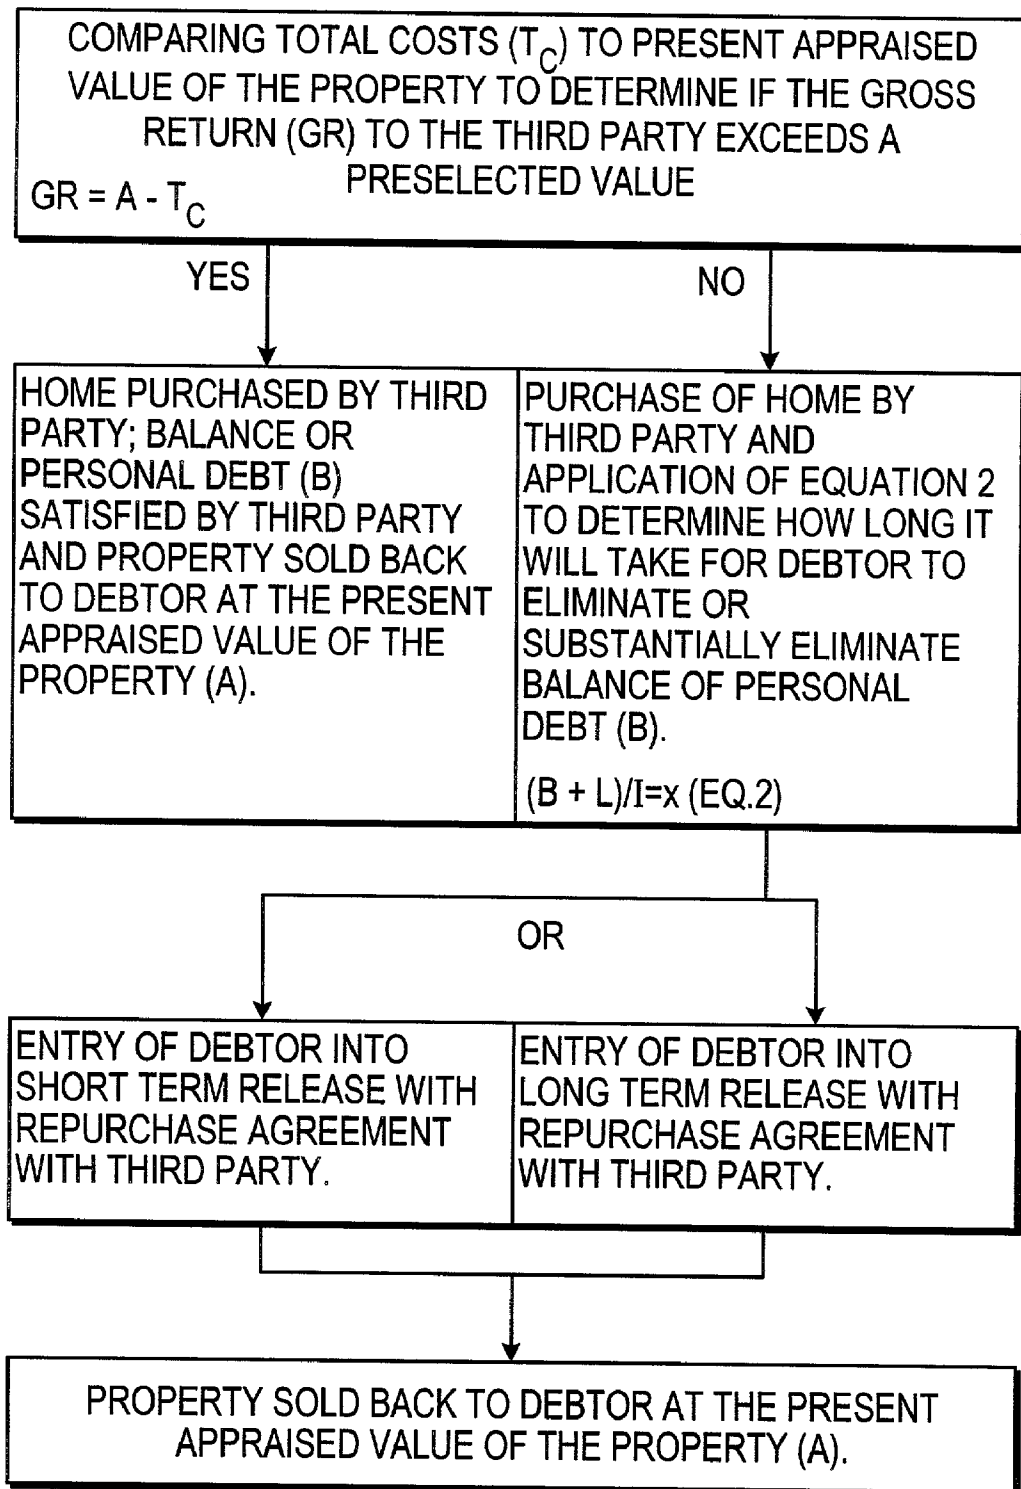 COMPARING TOTAL COSTS (T_C) TO PRESENT APPRAISED
VALUE OF THE PROPERTY TO DETERMINE IF THE GROSS
RETURN (GR) TO THE THIRD PARTY EXCEEDS A
PRESELECTED VALUE
GR = A - T_C
YES
NO
HOME PURCHASED BY THIRD
PARTY; BALANCE OR
PERSONAL DEBT (B)
SATISFIED BY THIRD PARTY
AND PROPERTY SOLD BACK
TO DEBTOR AT THE PRESENT
APPRAISED VALUE OF THE
PROPERTY (A).
PURCHASE OF HOME BY
THIRD PARTY AND
APPLICATION OF EQUATION 2
TO DETERMINE HOW LONG IT
WILL TAKE FOR DEBTOR TO
ELIMINATE OR
SUBSTANTIALLY ELIMINATE
BALANCE OF PERSONAL
DEBT (B).
(B + L)/I=x (EQ.2)
OR
ENTRY OF DEBTOR INTO
SHORT TERM RELEASE WITH
REPURCHASE AGREEMENT
WITH THIRD PARTY.
ENTRY OF DEBTOR INTO
LONG TERM RELEASE WITH
REPURCHASE AGREEMENT
WITH THIRD PARTY.
PROPERTY SOLD BACK TO DEBTOR AT THE PRESENT
APPRAISED VALUE OF THE PROPERTY (A).